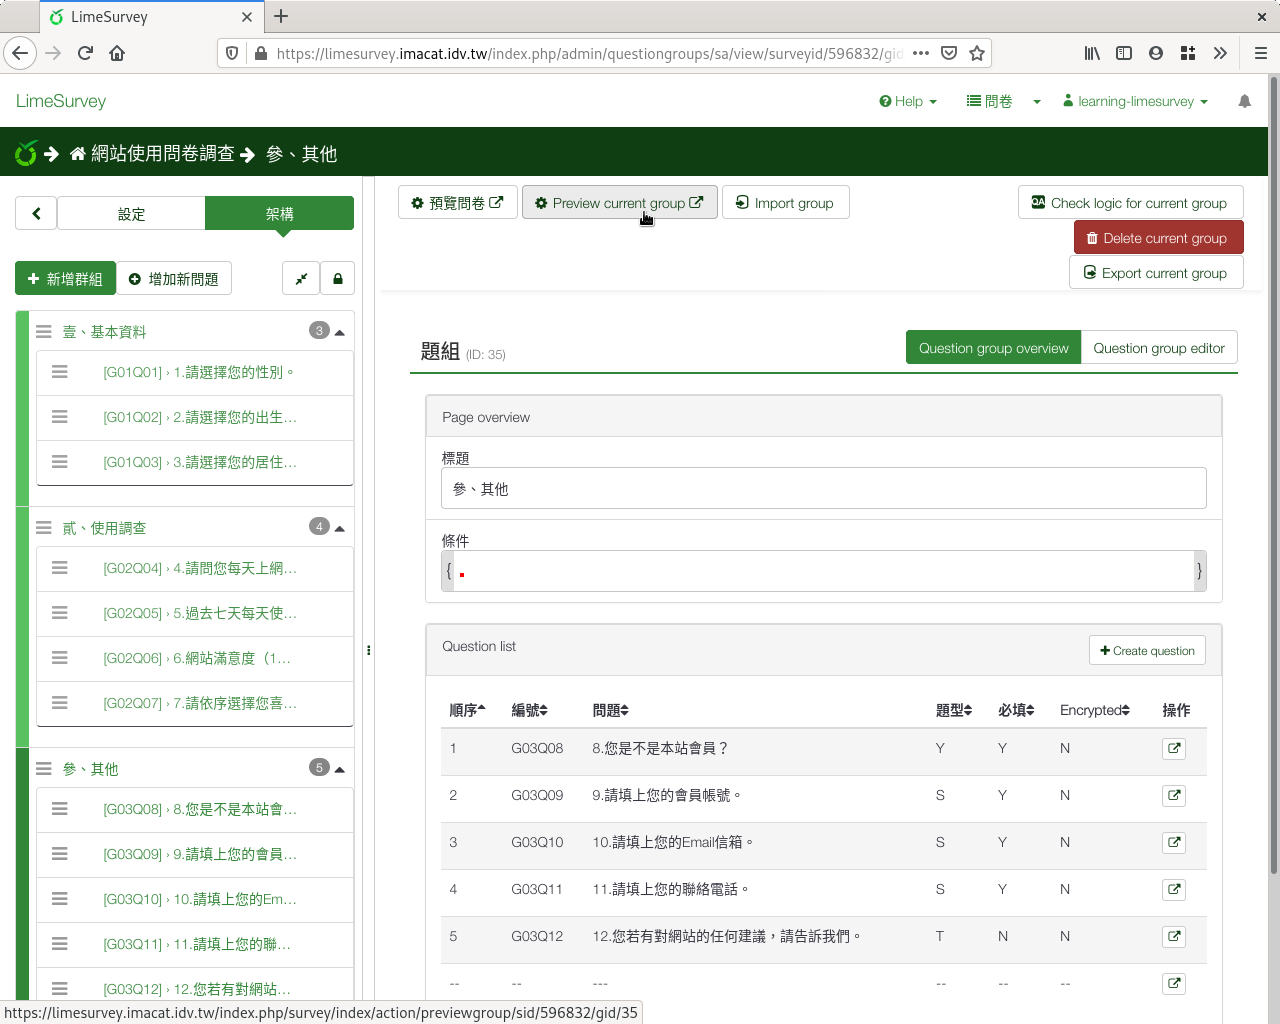 LimeSurvey
https://limesurvey.imacat.idv.tw/index.php/admin/questiongroups/sa/view/surveyid/596832/gid
LimeSurvey
Help
問卷
learning-limesurvey
網站使用問卷調查
參、其他
設定
架構
預覽問卷
Preview current group
Import group
Check logic for current group
Delete current group
Export current group
新增群組
增加新問題
壹、基本資料
3
[G01Q01] › 1.請選擇您的性別。
[G01Q02] › 2.請選擇您的出生…
[G01Q03] › 3.請選擇您的居住…
貳、使用調查
4
[G02Q04] › 4.請問您每天上網…
[G02Q05] › 5.過去七天每天使…
[G02Q06] › 6.網站滿意度（1…
[G02Q07] › 7.請依序選擇您喜…
參、其他
5
[G03Q08] › 8.您是不是本站會…
[G03Q09] › 9.請填上您的會員…
[G03Q10] › 10.請填上您的Em…
[G03Q11] › 11.請填上您的聯…
[G03Q12] › 12.您若有對網站…
題組 (ID: 35)
Question group overview
Question group editor
Page overview
標題
參、其他
條件
{ }
Question list
Create question
順序 編號 問題 題型 必填 Encrypted 操作
1 G03Q08 8.您是不是本站會員？ Y Y N
2 G03Q09 9.請填上您的會員帳號。 S Y N
3 G03Q10 10.請填上您的Email信箱。 S Y N
4 G03Q11 11.請填上您的聯絡電話。 S Y N
5 G03Q12 12.您若有對網站的任何建議，請告訴我們。 T N N
-- -- --- -- -- --
https://limesurvey.imacat.idv.tw/index.php/survey/index/action/previewgroup/sid/596832/gid/35